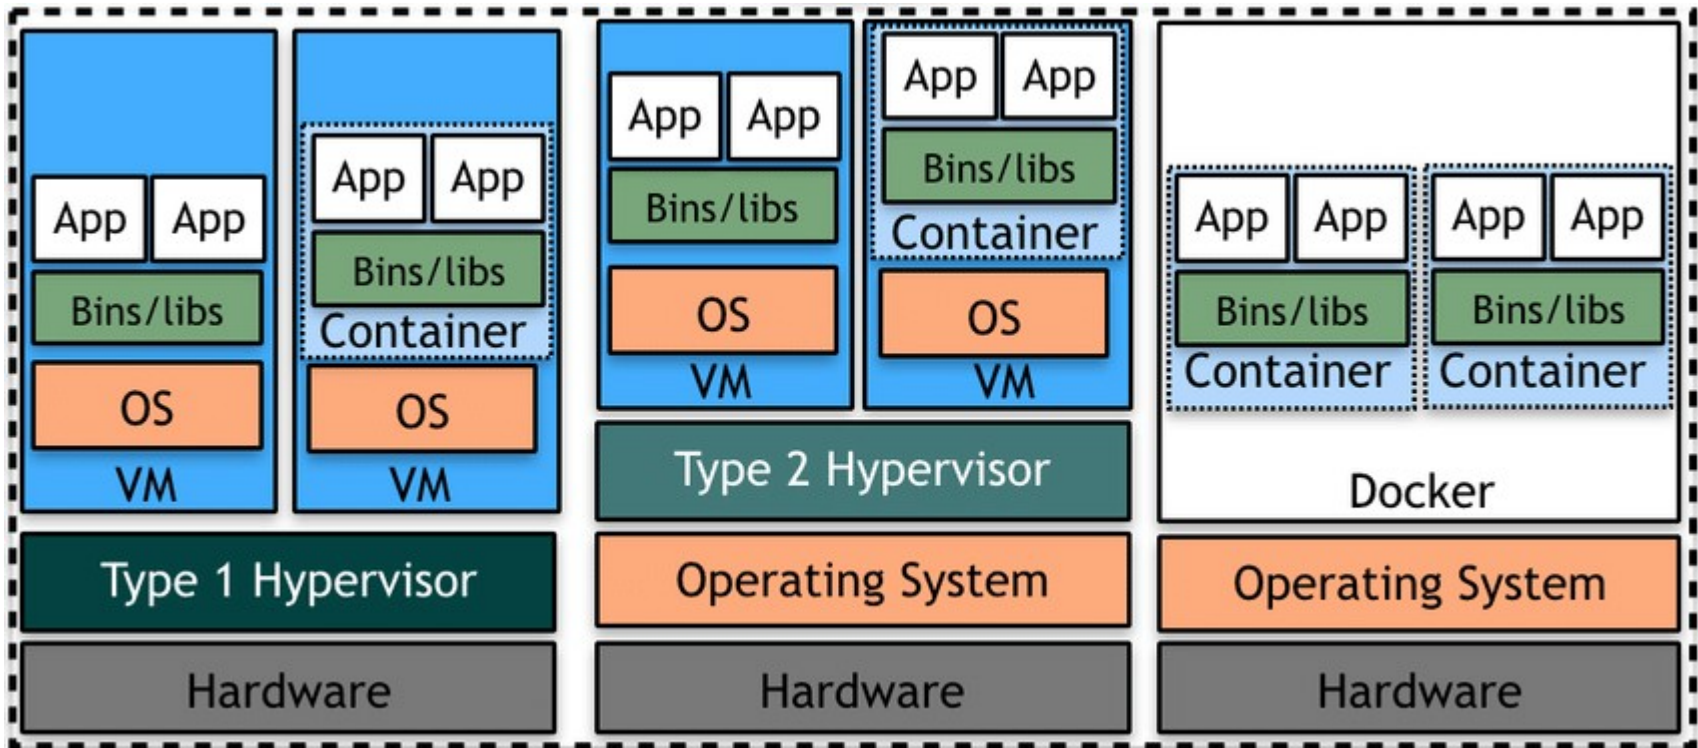 App App
Bins/libs
OS
VM
App App
Bins/libs
Container
OS
VM
Type 1 Hypervisor
Hardware
App App
Bins/libs
OS
VM
App App
Bins/libs
Container
OS
VM
Type 2 Hypervisor
Operating System
Hardware
App App
Bins/libs
Container
App App
Bins/libs
Container
Docker
Operating System
Hardware